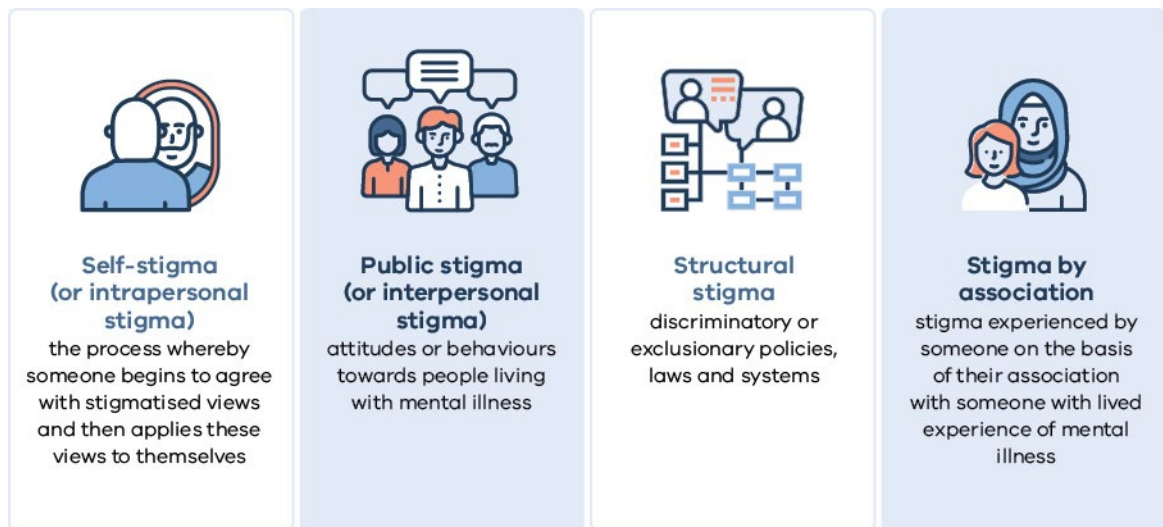 Self-stigma
(or intrapersonal
stigma)
the process whereby
someone begins to agree
with stigmatised views
and then applies these
views to themselves
Public stigma
(or interpersonal
stigma)
attitudes or behaviours
towards people living
with mental illness
Structural
stigma
discriminatory or
exclusionary policies,
laws and systems
Stigma by
association
stigma experienced by
someone on the basis
of their association
with someone with lived
experience of mental
illness